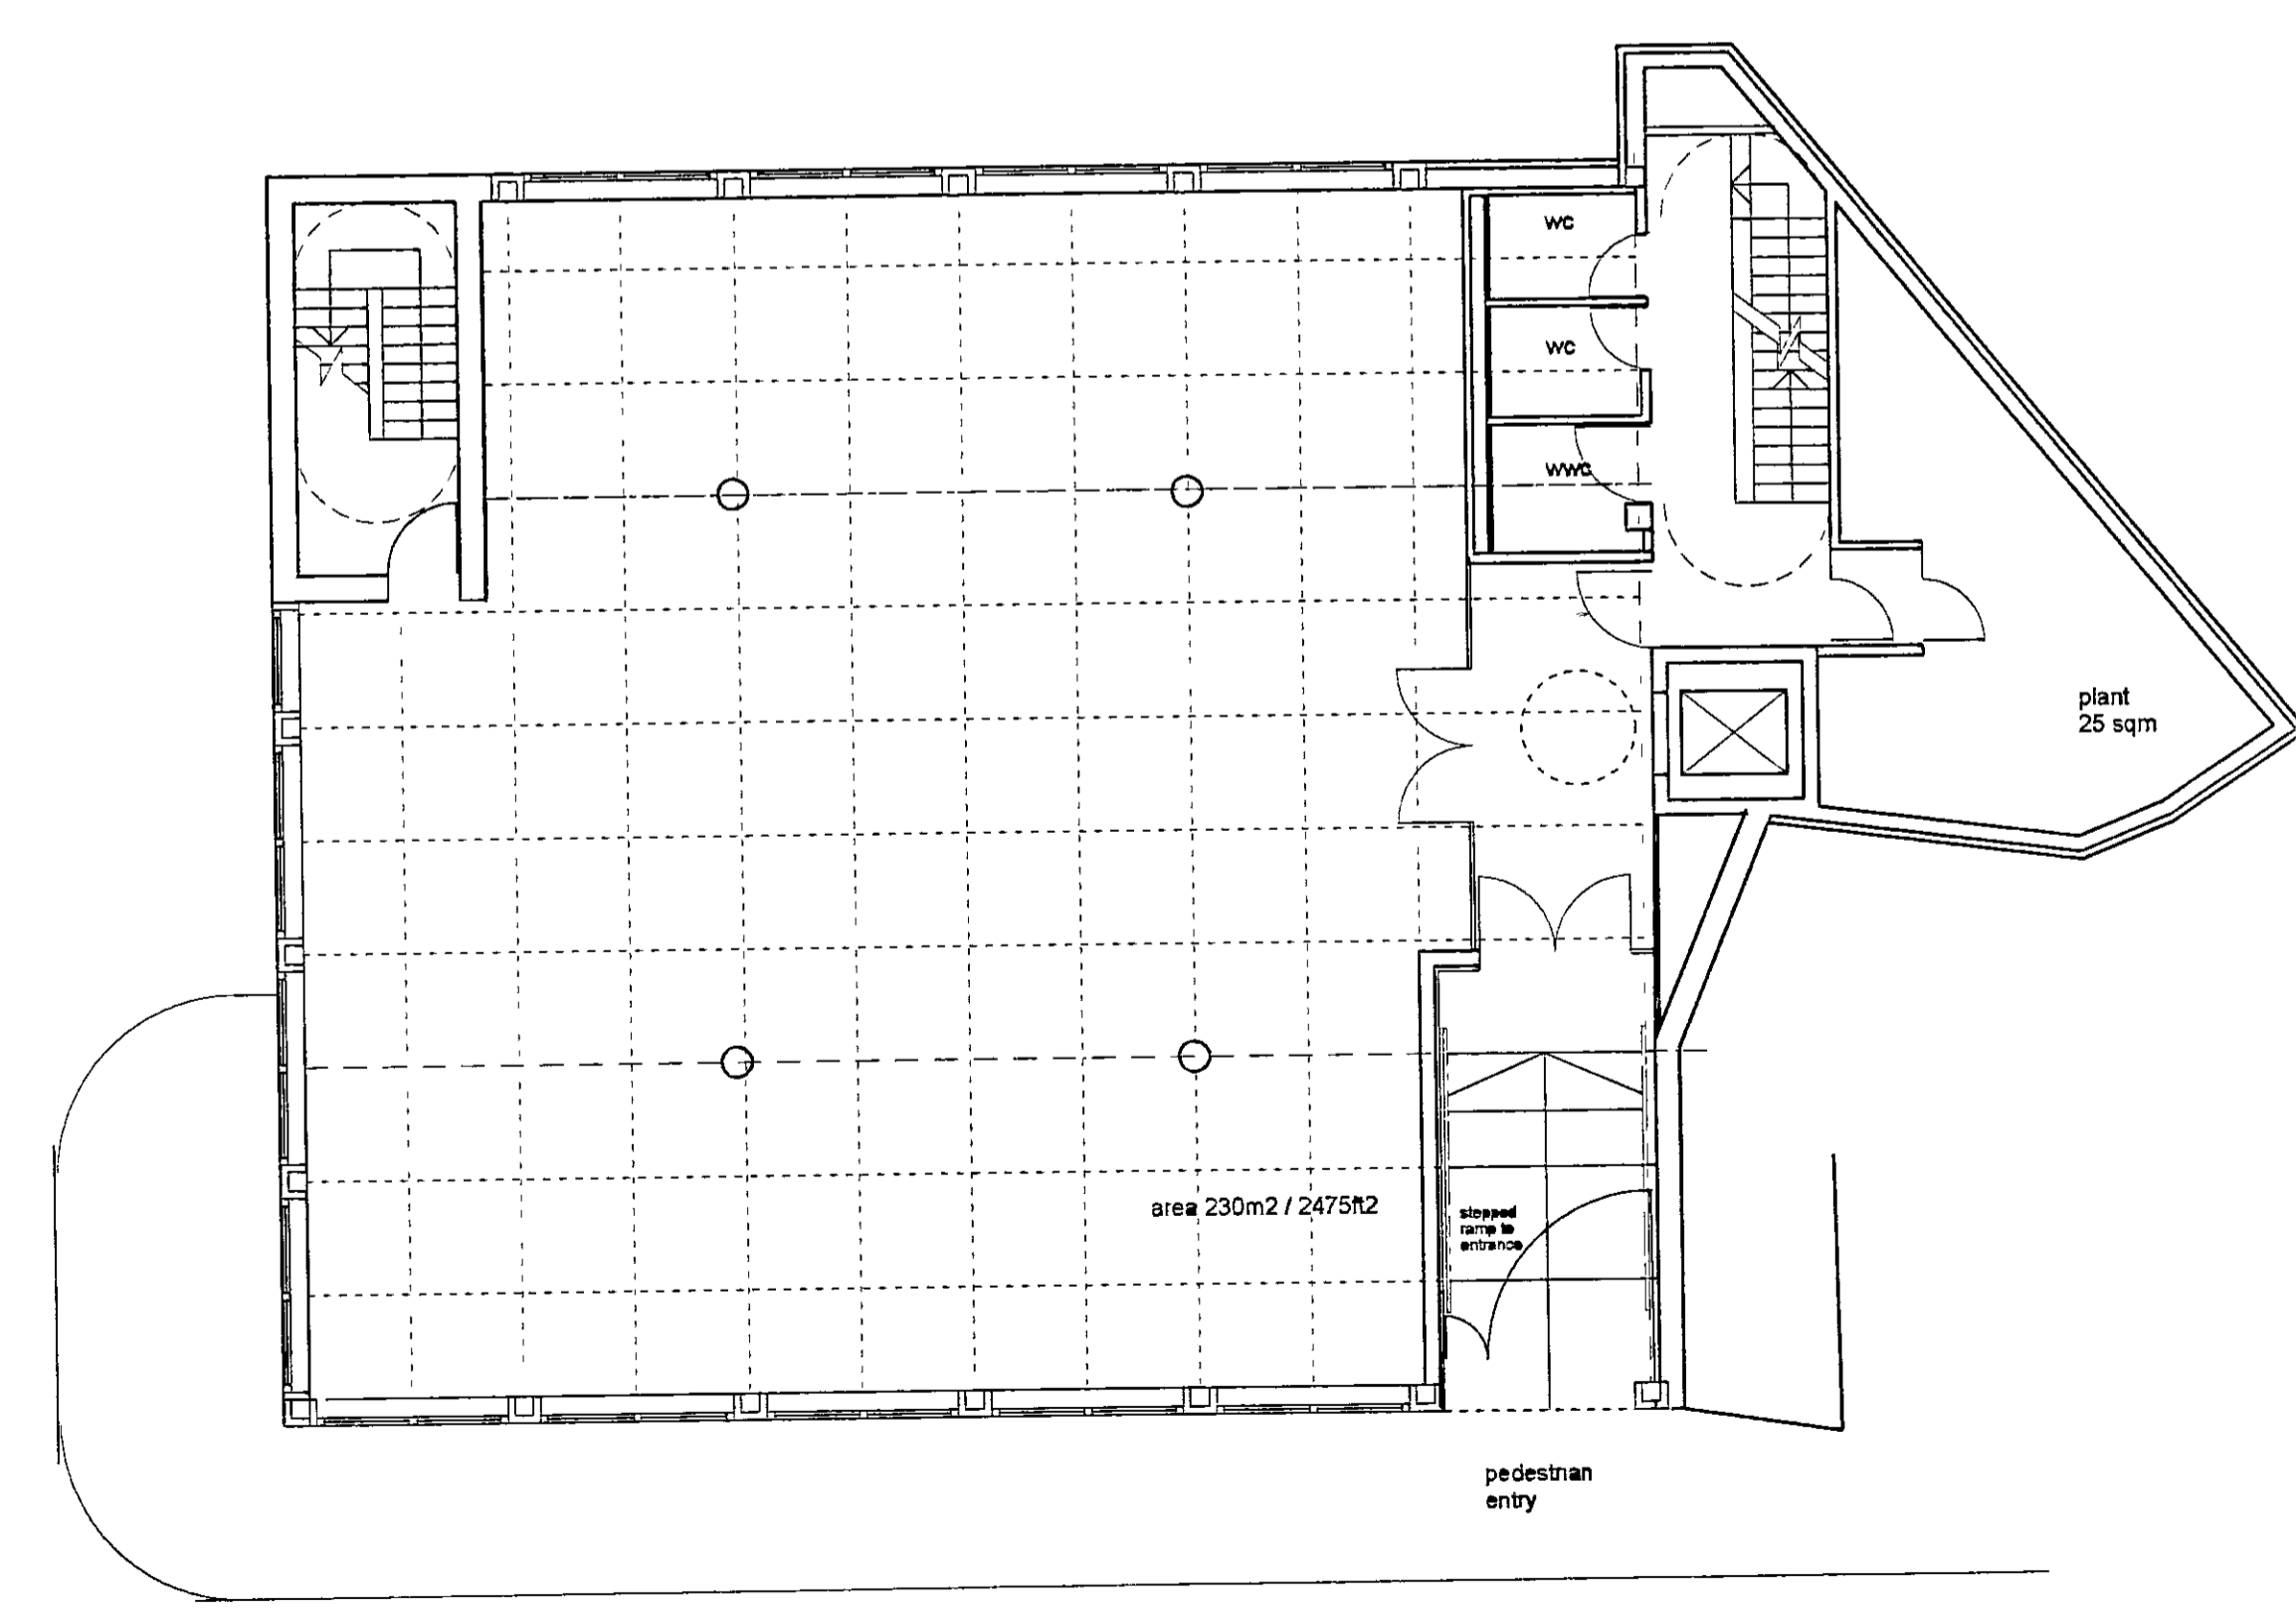 wc
wc
wwc
plant
25 sqm
area 230m2 / 2475ft2
stepped
ramp to
entrance
pedestrian
entry